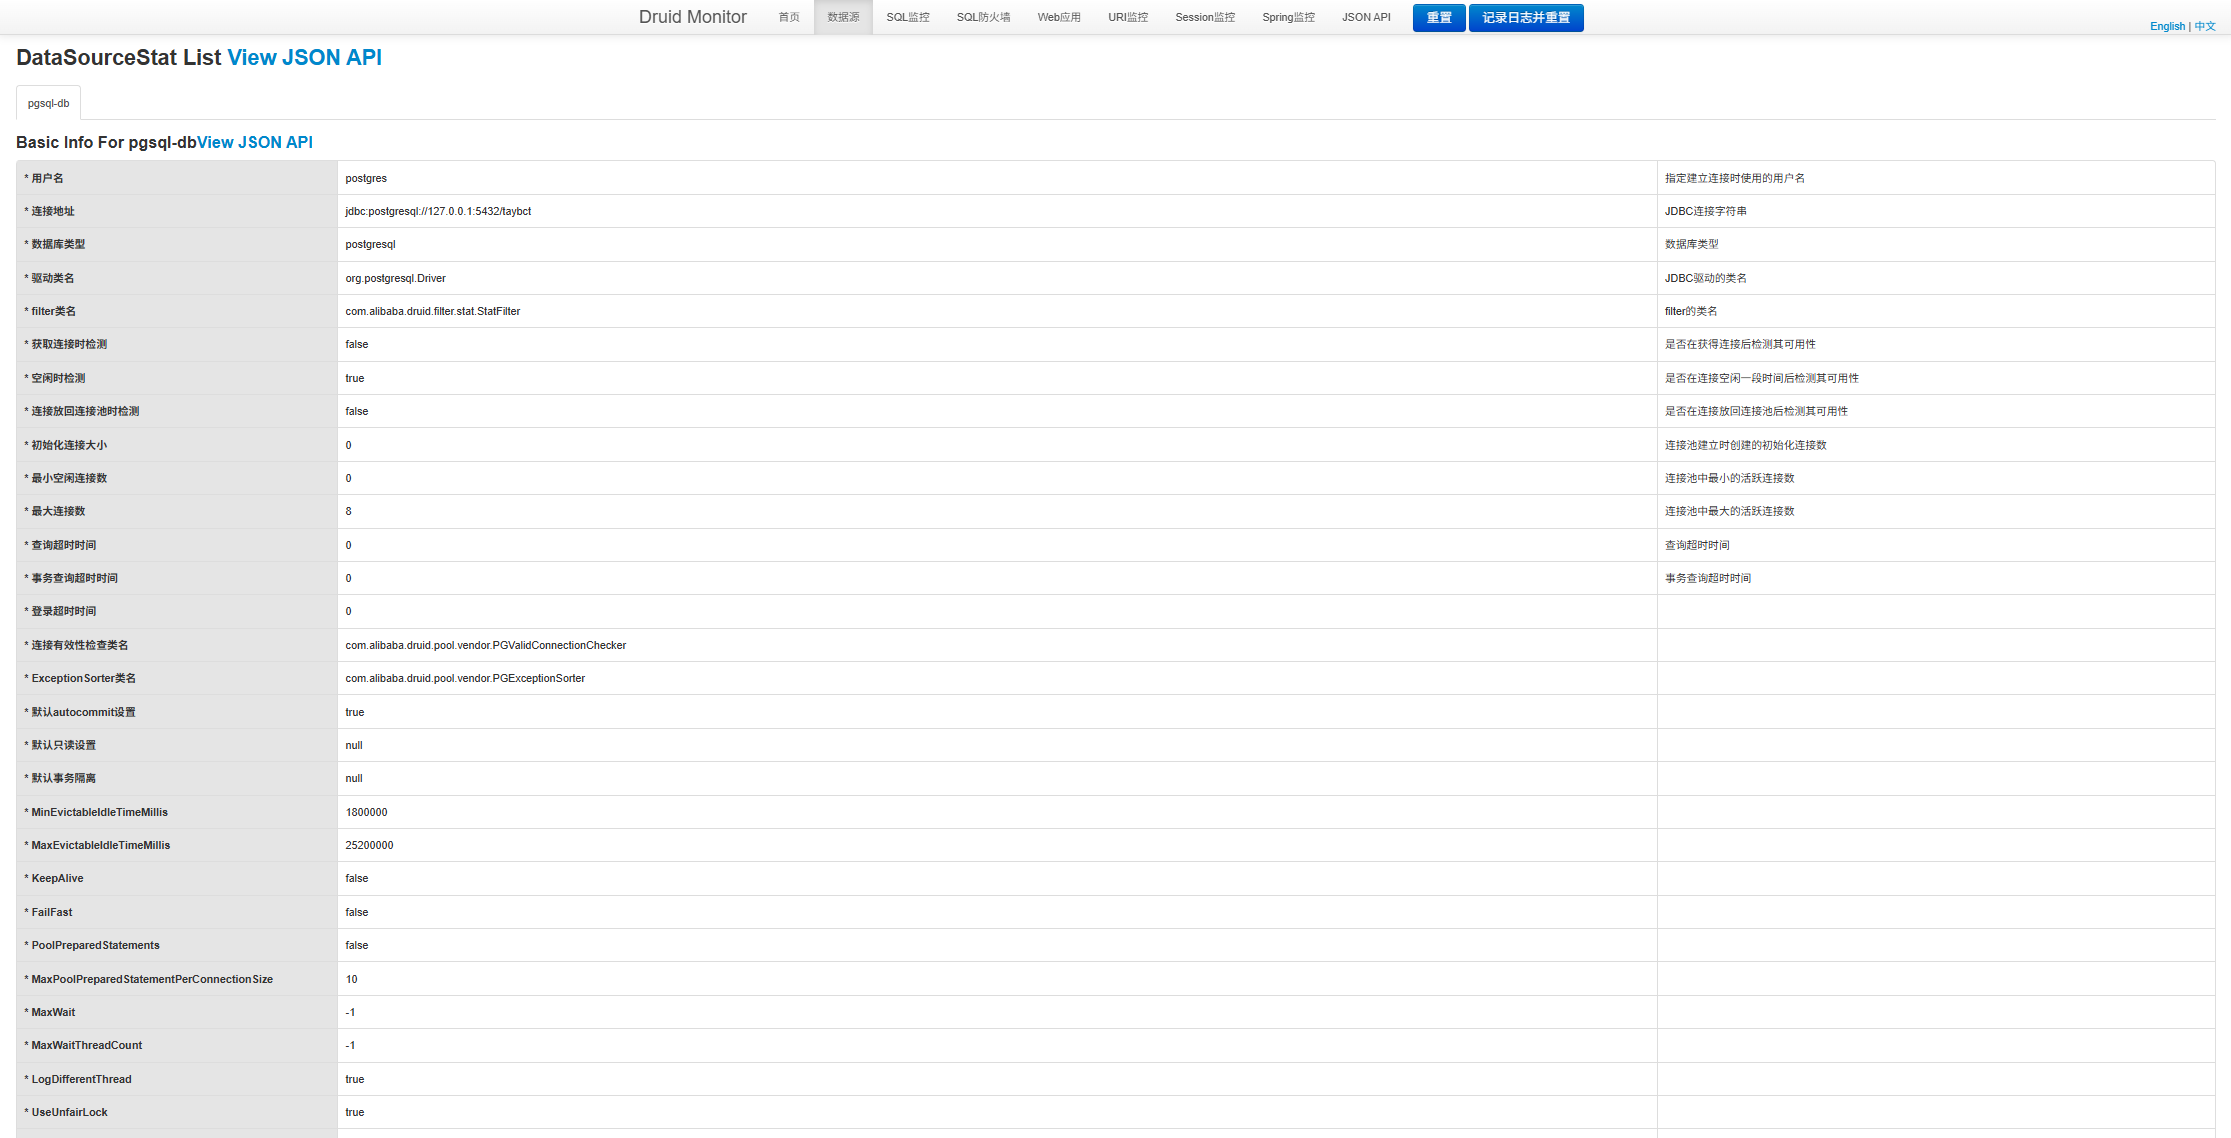 Druid Monitor 首页 数据源 SQL监控 SQL防火墙 Web应用 URI监控 Session监控 Spring监控 JSON API 重置 记录日志并重置
English | 中文
DataSourceStat List View JSON API
pgsql-db
Basic Info For pgsql-dbView JSON API
* 用户名 postgres 指定建立连接时使用的用户名
* 连接地址 jdbc:postgresql://127.0.0.1:5432/taybct JDBC连接字符串
* 数据库类型 postgresql 数据库类型
* 驱动类名 org.postgresql.Driver JDBC驱动的类名
* filter类名 com.alibaba.druid.filter.stat.StatFilter filter的类名
* 获取连接时检测 false 是否在获得连接后检测其可用性
* 空闲时检测 true 是否在连接空闲一段时间后检测其可用性
* 连接放回连接池时检测 false 是否在连接放回连接池后检测其可用性
* 初始化连接大小 0 连接池建立时创建的初始化连接数
* 最小空闲连接数 0 连接池中最小的活跃连接数
* 最大连接数 8 连接池中最大的活跃连接数
* 查询超时时间 0 查询超时时间
* 事务查询超时时间 0 事务查询超时时间
* 登录超时时间 0
* 连接有效性检查类名 com.alibaba.druid.pool.vendor.PGValidConnectionChecker
* ExceptionSorter类名 com.alibaba.druid.pool.vendor.PGExceptionSorter
* 默认autocommit设置 true
* 默认只读设置 null
* 默认事务隔离 null
* MinEvictableIdleTimeMillis 1800000
* MaxEvictableIdleTimeMillis 25200000
* KeepAlive false
* FailFast false
* PoolPreparedStatements false
* MaxPoolPreparedStatementPerConnectionSize 10
* MaxWait -1
* MaxWaitThreadCount -1
* LogDifferentThread true
* UseUnfairLock true